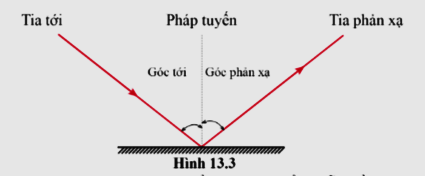 Tia tới Pháp tuyến Tia phản xạ
Góc tới Góc phản xạ
Hình 13.3